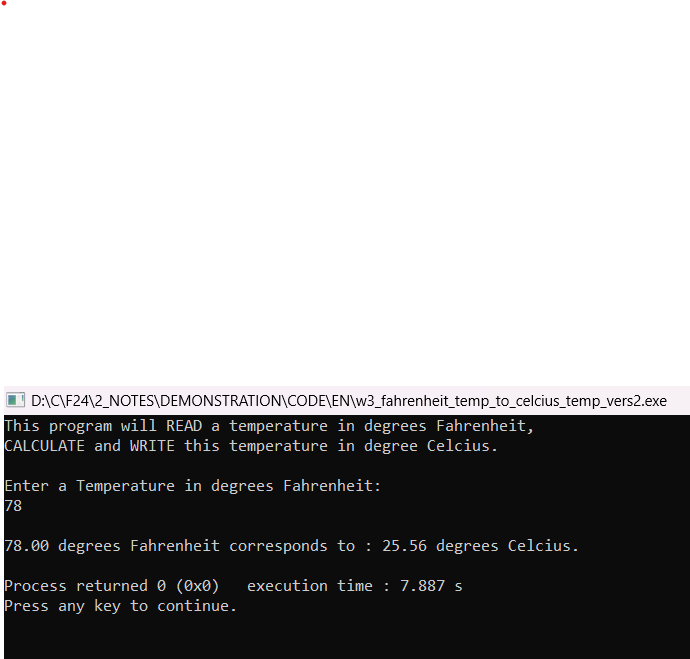 D:\C\F24\2_NOTES\DEMONSTRATION\CODE\EN\w3_fahrenheit_temp_to_celcius_temp_vers2.exe
This program will READ a temperature in degrees Fahrenheit,
CALCULATE and WRITE this temperature in degree Celcius.
Enter a Temperature in degrees Fahrenheit:
78
78.00 degrees Fahrenheit corresponds to : 25.56 degrees Celcius.
Process returned 0 (0x0)   execution time : 7.887 s
Press any key to continue.